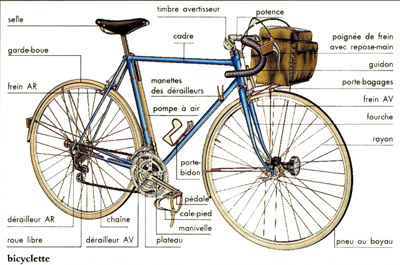 timbre avertisseur
potence
selle
cadre
poignée de frein
avec repose-main
garde-boue
guidon
manettes
des dérailleurs
porte-bagages
frein AR
pompe à air
frein AV
fourche
rayon
porte-
bidon
pédale
cale-pied
dérailleur AR
chaîne
manivelle
roue libre
dérailleur AV
plateau
pneu ou boyau
bicyclette